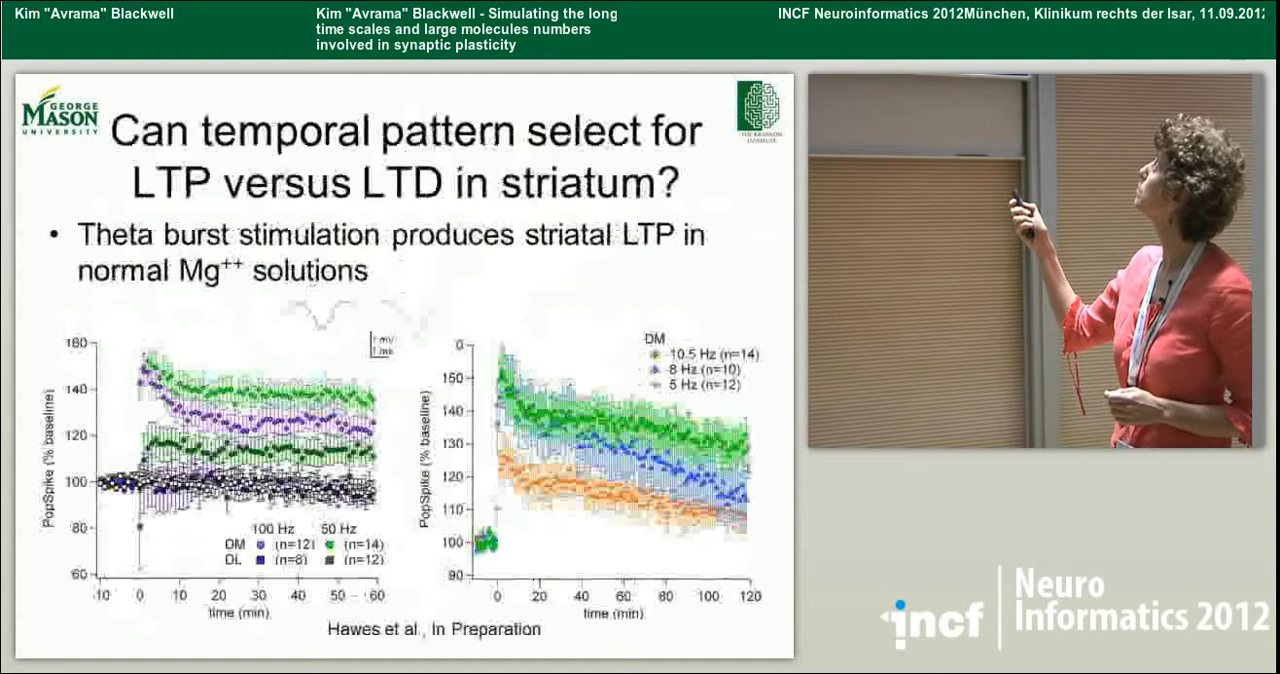 Kim "Avrama" Blackwell
Kim "Avrama" Blackwell - Simulating the long
time scales and large molecules numbers
involved in synaptic plasticity
INCF Neuroinformatics 2012München, Klinikum rechts der Isar, 11.09.2012
GEORGE
MASON
UNIVERSITY
Can temporal pattern select for
LTP versus LTD in striatum?
• Theta burst stimulation produces striatal LTP in
normal Mg++ solutions
PopSpike (% baseline)
160
140
120
100
80
60
100 Hz 50 Hz
DM (n=12) (n=14)
DL (n=8) (n=12)
-10 0 10 20 30 40 50 60
time (min)
PopSpike (% baseline)
0
150
140
130
120
110
100
90
DM
10.5 Hz (n=14)
8 Hz (n=10)
5 Hz (n=12)
0 20 40 60 80 100 120
time (min)
Hawes et al., In Preparation
incf
Neuro
Informatics 2012